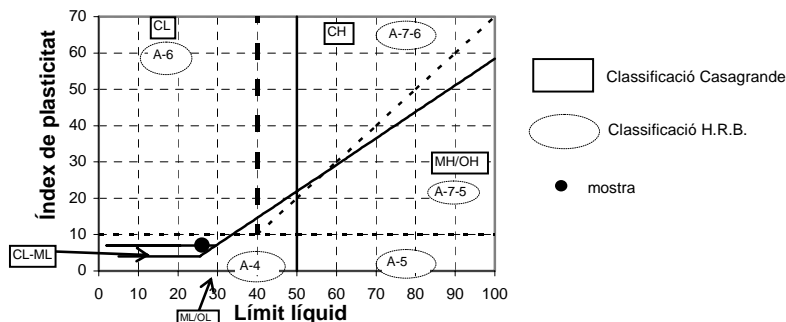 Índex de plasticitat
70
60
50
40
30
20
10
0
CL
A-6
CH
A-7-6
MH/OH
A-7-5
CL-ML
A-4
A-5
0 10 20 30 40 50 60 70 80 90 100
ML/OL
Límit líquid
Classificació Casagrande
Classificació H.R.B.
mostra